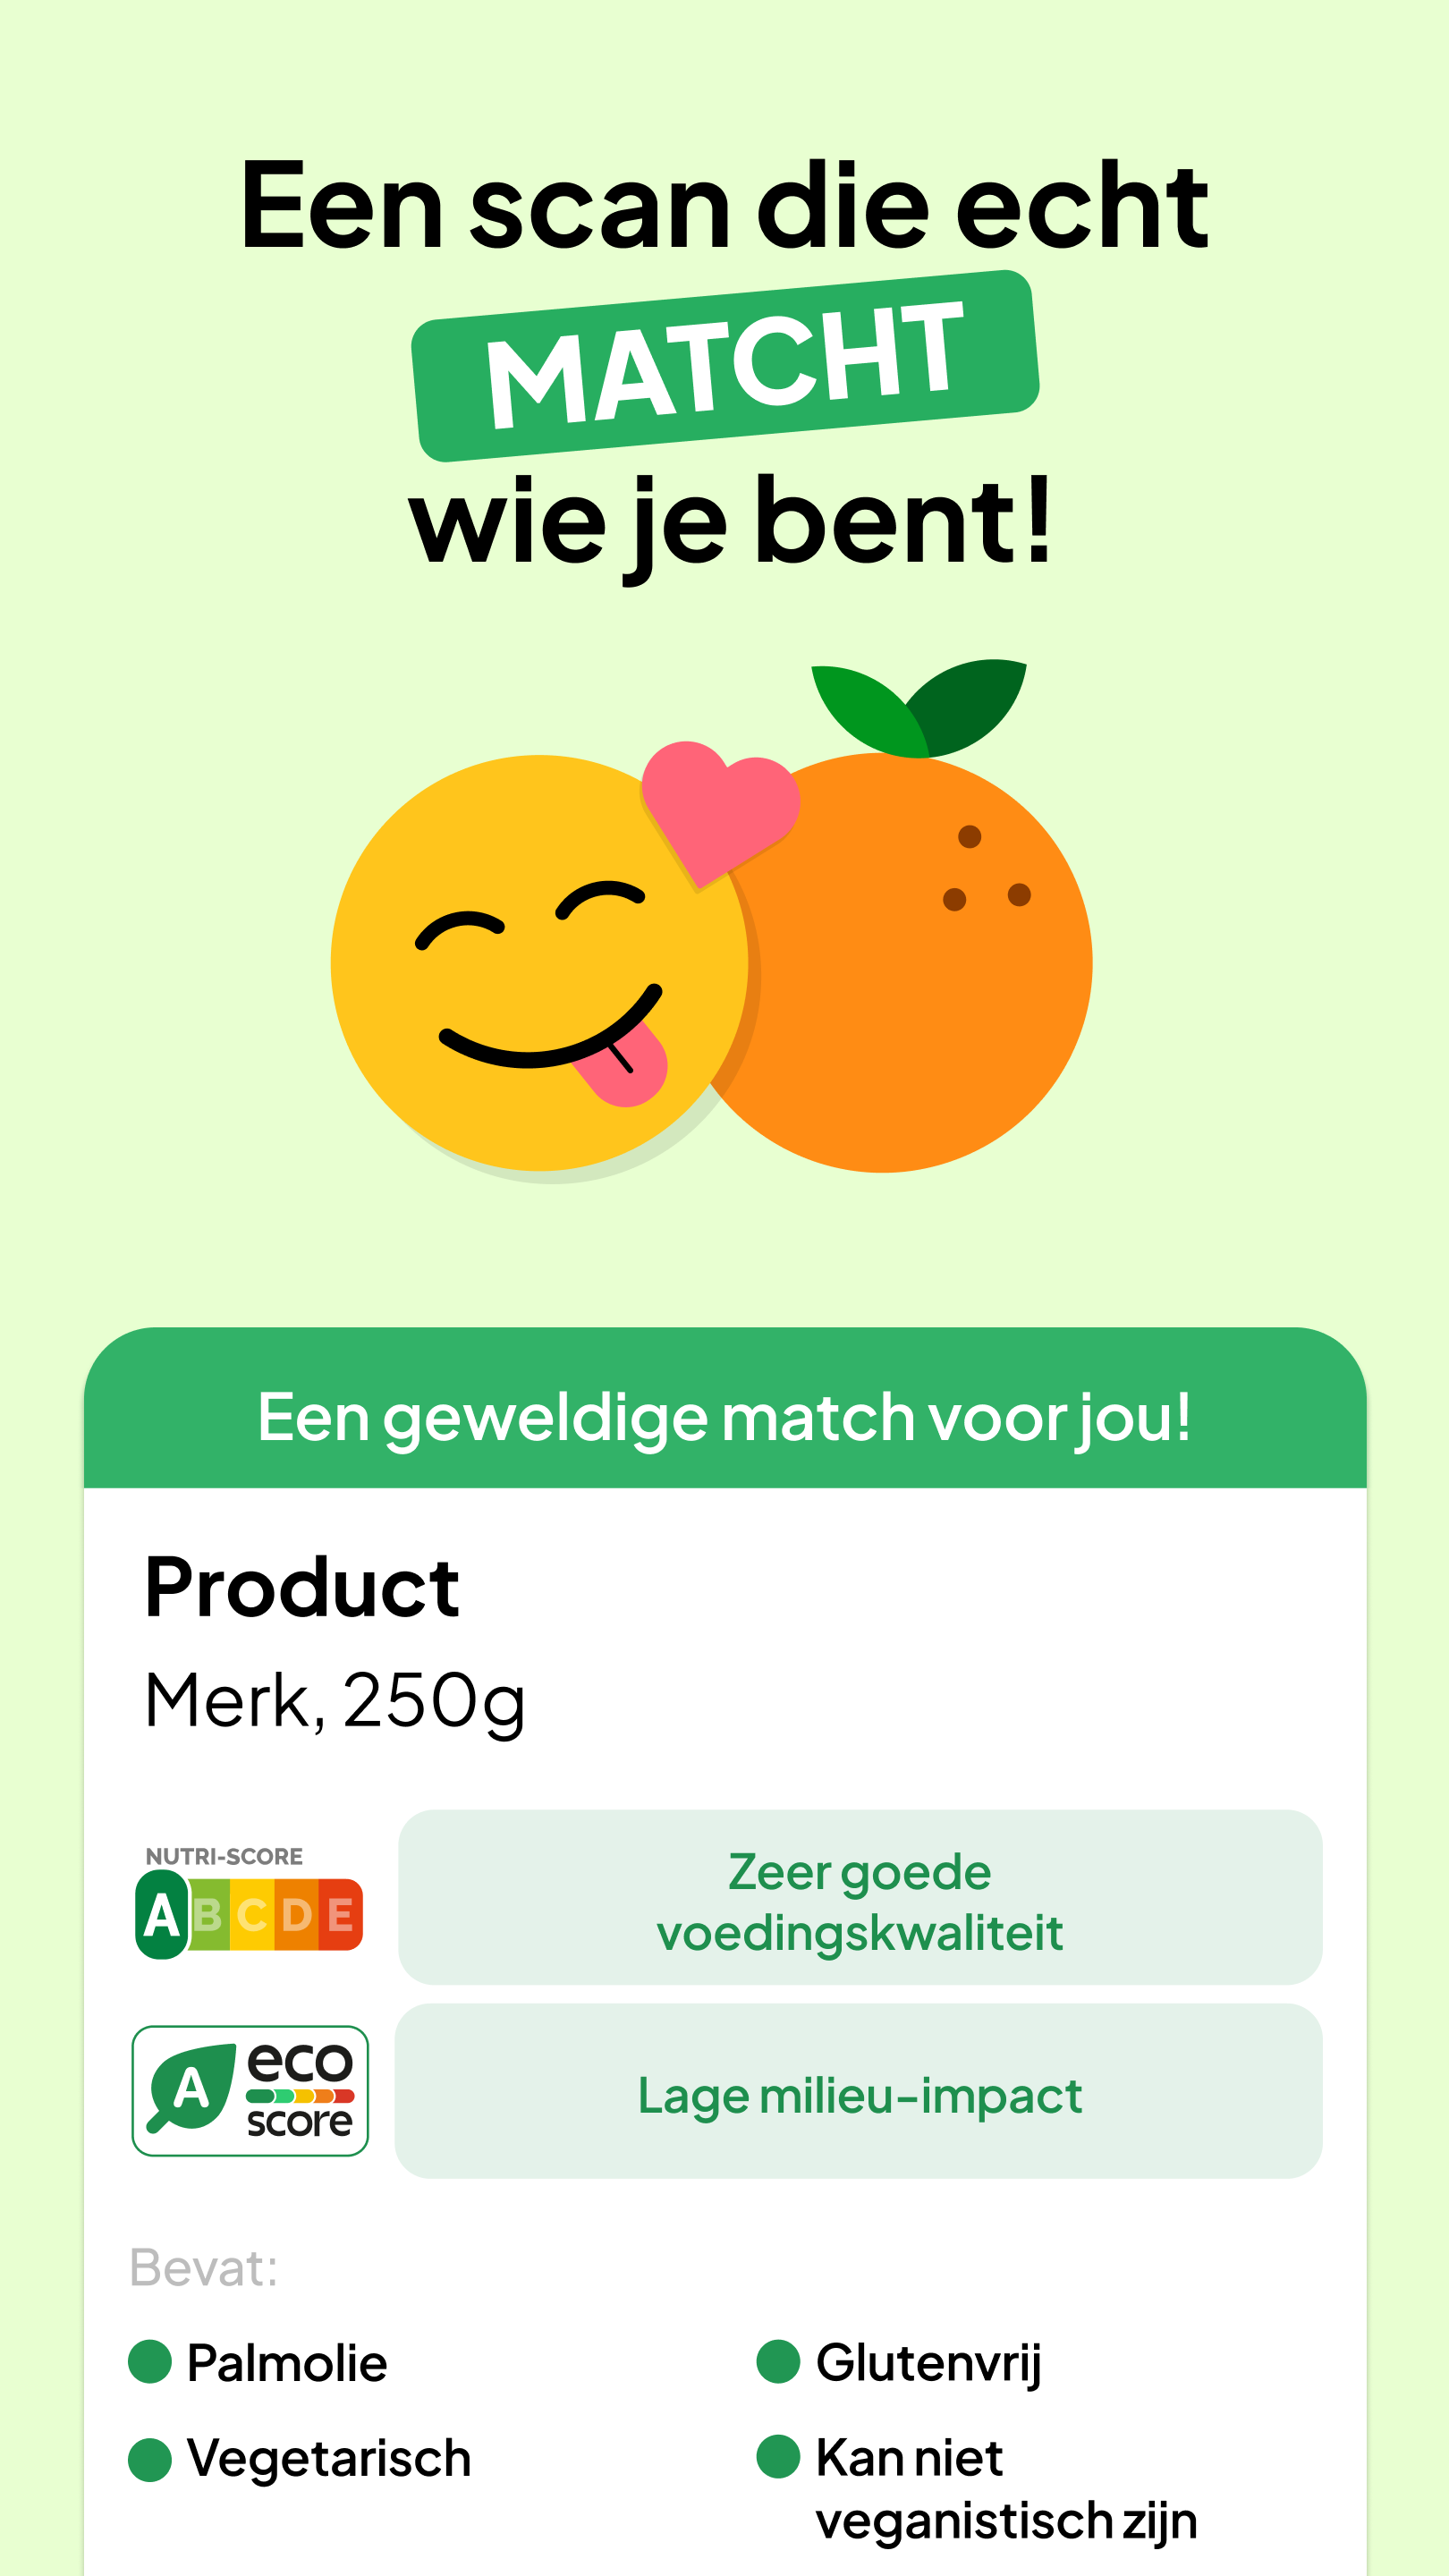 Een scan die echt
MATCHT
wie je bent!
Een geweldige match voor jou!
Product
Merk, 250g
NUTRI-SCORE
A B C D E
Zeer goede
voedingskwaliteit
A
eco
score
Lage milieu-impact
Bevat:
Palmolie
Glutenvrij
Vegetarisch
Kan niet
veganistisch zijn